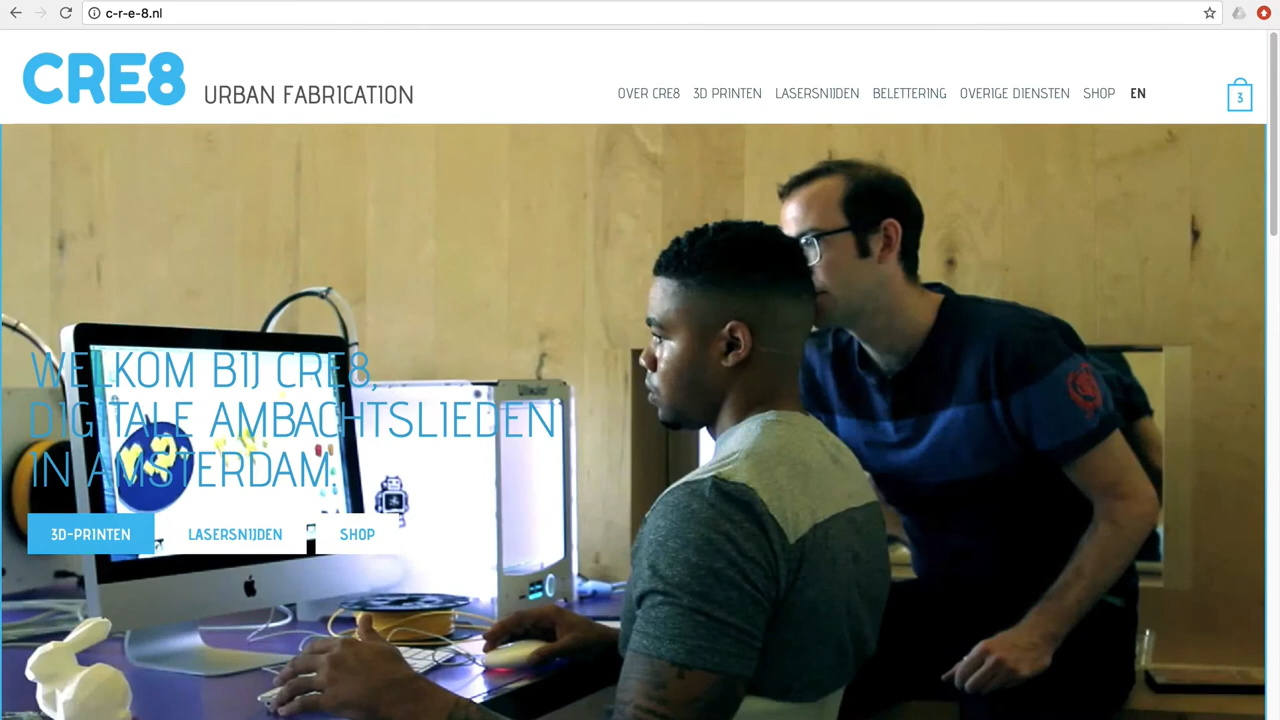 c-r-e-8.nl
CRE8 URBAN FABRICATION
OVER CRE8 3D PRINTEN LASERSNIJDEN BELETTERING OVERIGE DIENSTEN SHOP EN
3
WELKOM BIJ CRE8,
DIGITALE AMBACHTSLIEDEN
IN AMSTERDAM.
3D-PRINTEN LASERSNIJDEN SHOP